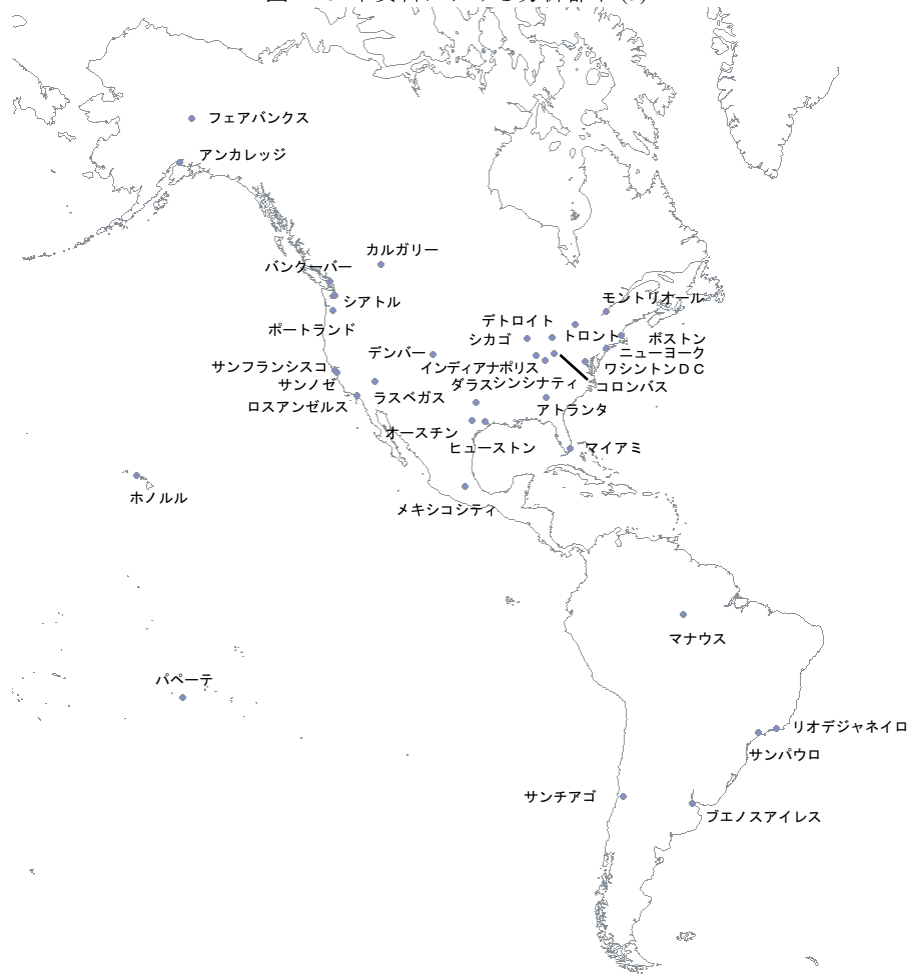 フェアバンクス
アンカレッジ
カルガリー
バンクーバー
モントリオール
シアトル
デトロイト
ポートランド
シカゴ
トロント
ボストン
デンバー
ニューヨーク
サンフランシスコ
インディアナポリス
ワシントンＤＣ
サンノゼ
ダラス
シンシナティ
コロンバス
ラスベガス
ロスアンゼルス
アトランタ
オースチン
ヒューストン
マイアミ
ホノルル
メキシコシティ
マナウス
パペーテ
リオデジャネイロ
サンパウロ
サンチアゴ
ブエノスアイレス